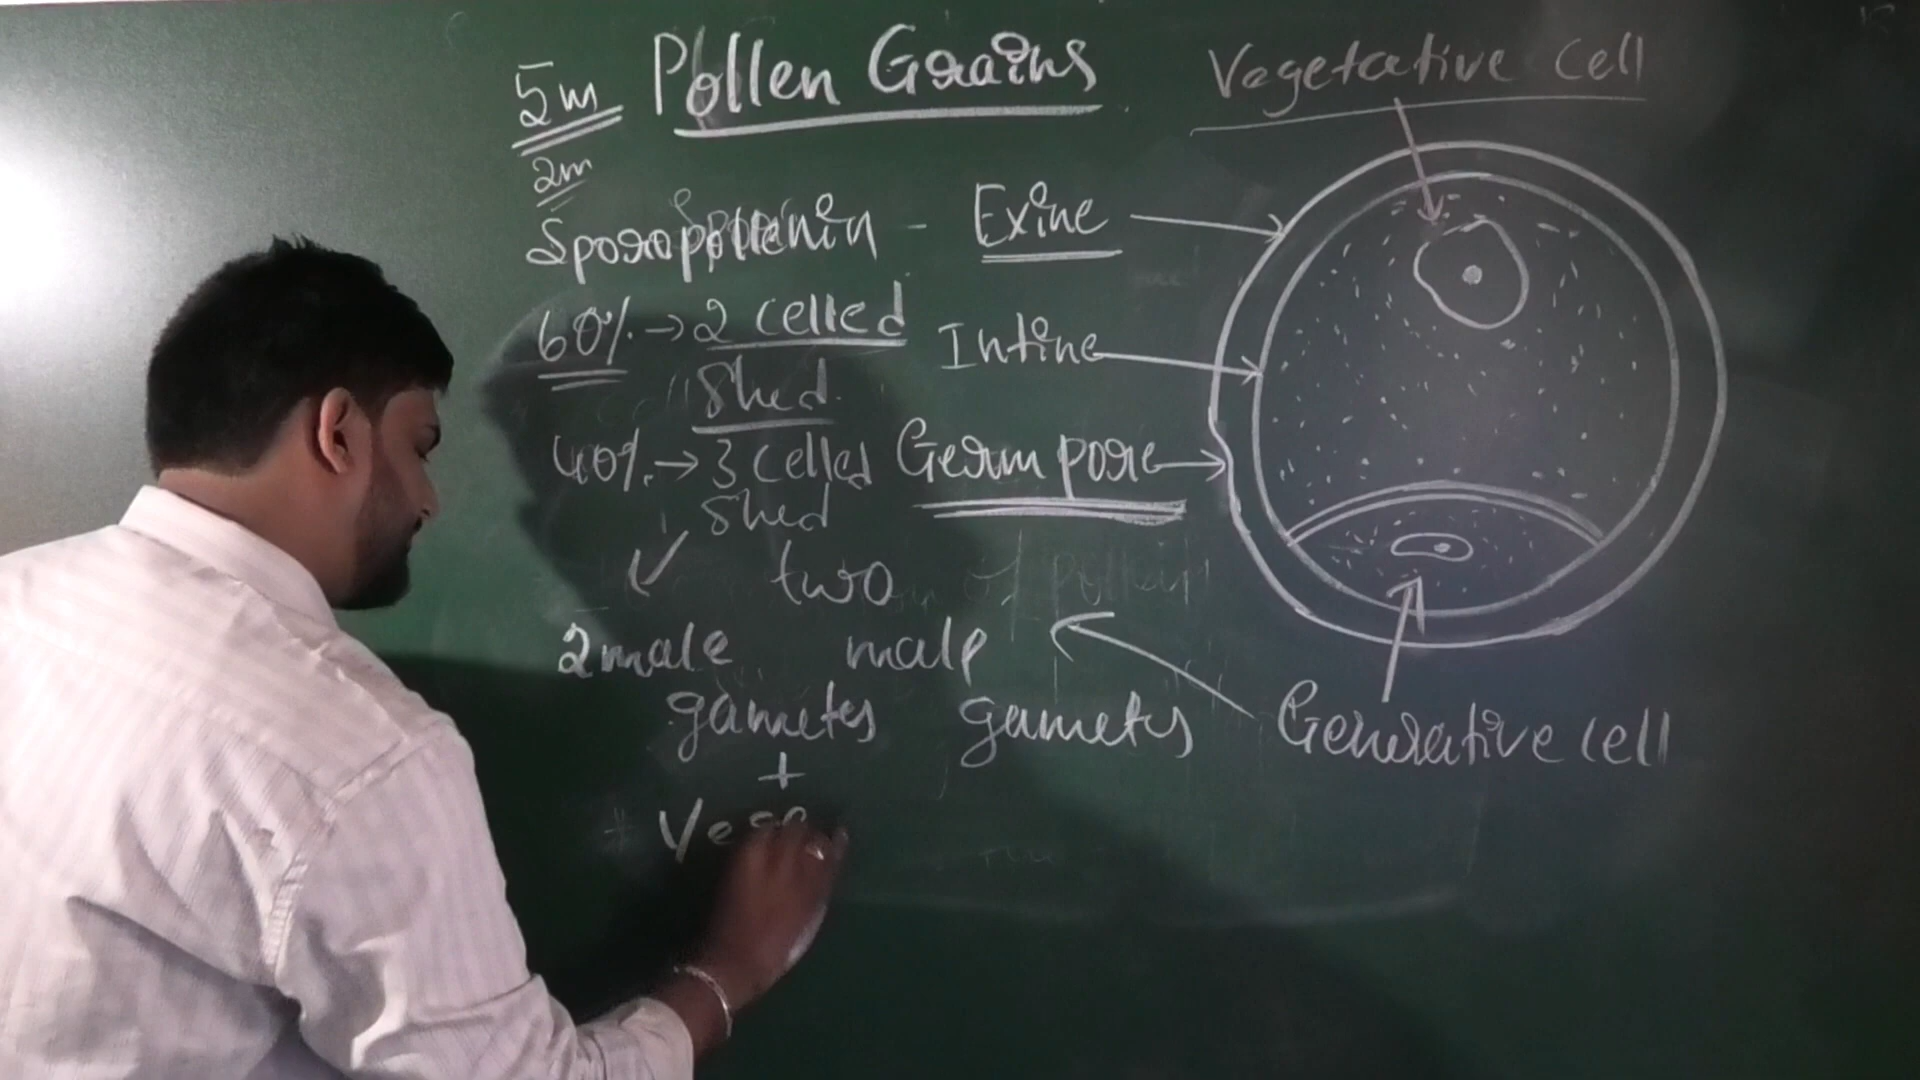 5m Pollen Grains
Vegetative cell
2m
Sporopollenin - Exine
60% → 2 celled
Shed
Intine
40% → 3 celled
Shed
Germ pore
two
2 male
gametes
male
gametes
Generative cell
+